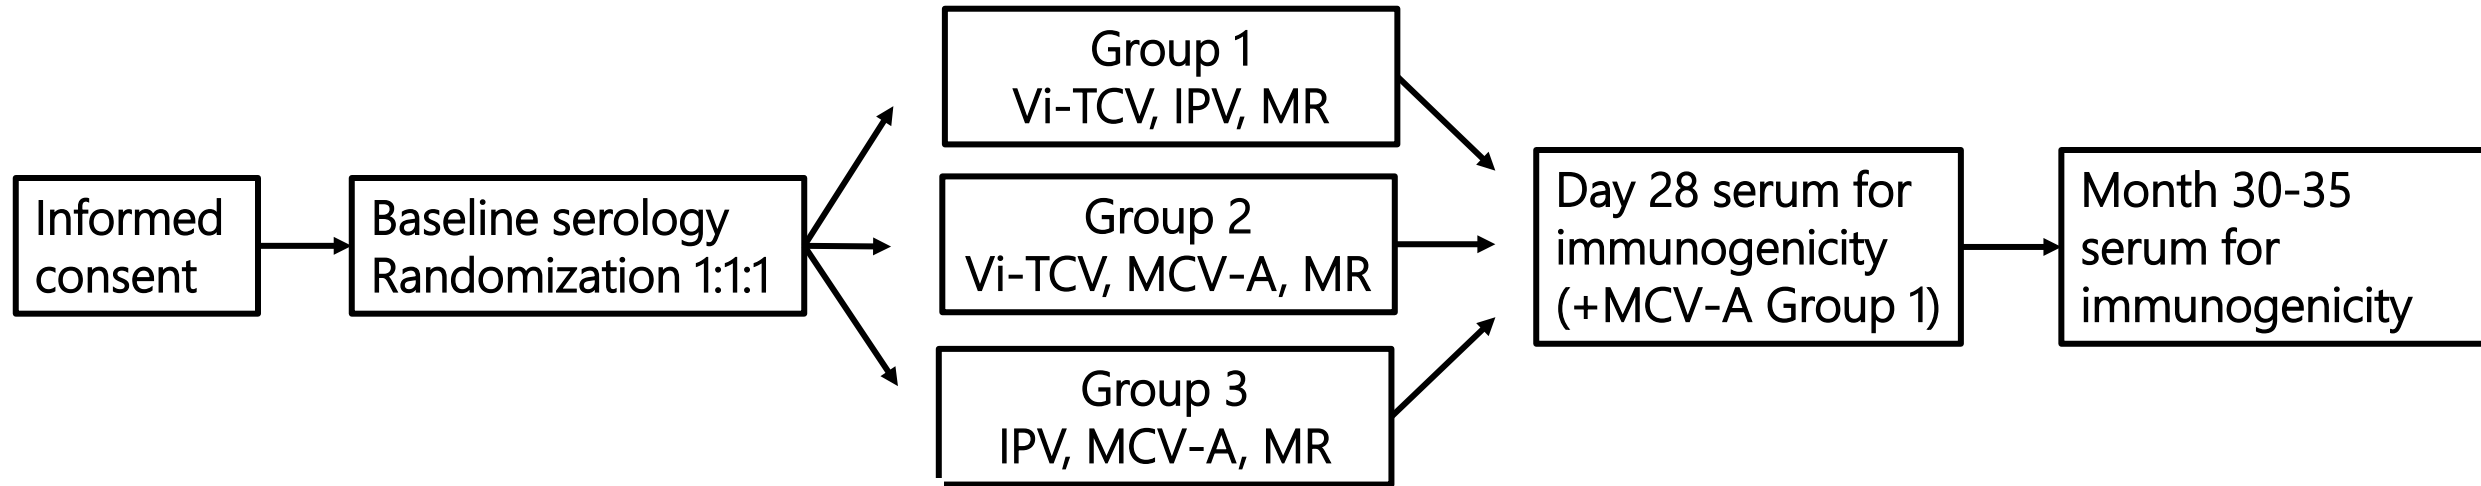 Informed
consent
Baseline serology
Randomization 1:1:1
Group 1
Vi-TCV, IPV, MR
Group 2
Vi-TCV, MCV-A, MR
Group 3
IPV, MCV-A, MR
Day 28 serum for
immunogenicity
(+MCV-A Group 1)
Month 30-35
serum for
immunogenicity